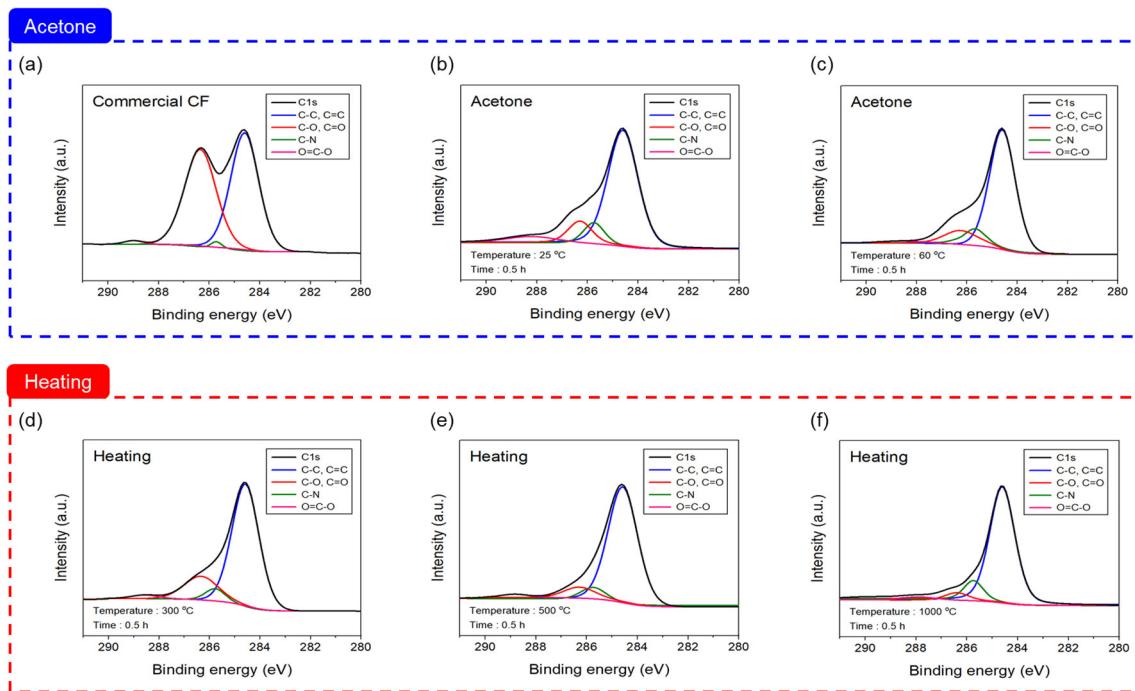 Acetone
(a)
Commercial CF
C1s
C-C, C=C
C-O, C=O
C-N
O=C-O
Intensity (a.u.)
290 288 286 284 282 280
Binding energy (eV)
(b)
Acetone
C1s
C-C, C=C
C-O, C=O
C-N
O=C-O
Intensity (a.u.)
Temperature : 25 ºC
Time : 0.5 h
290 288 286 284 282 280
Binding energy (eV)
(c)
Acetone
C1s
C-C, C=C
C-O, C=O
C-N
O=C-O
Intensity (a.u.)
Temperature : 60 ºC
Time : 0.5 h
290 288 286 284 282 280
Binding energy (eV)
Heating
(d)
Heating
C1s
C-C, C=C
C-O, C=O
C-N
O=C-O
Intensity (a.u.)
Temperature : 300 ºC
Time : 0.5 h
290 288 286 284 282 280
Binding energy (eV)
(e)
Heating
C1s
C-C, C=C
C-O, C=O
C-N
O=C-O
Intensity (a.u.)
Temperature : 500 ºC
Time : 0.5 h
290 288 286 284 282 280
Binding energy (eV)
(f)
Heating
C1s
C-C, C=C
C-O, C=O
C-N
O=C-O
Intensity (a.u.)
Temperature : 1000 ºC
Time : 0.5 h
290 288 286 284 282 280
Binding energy (eV)